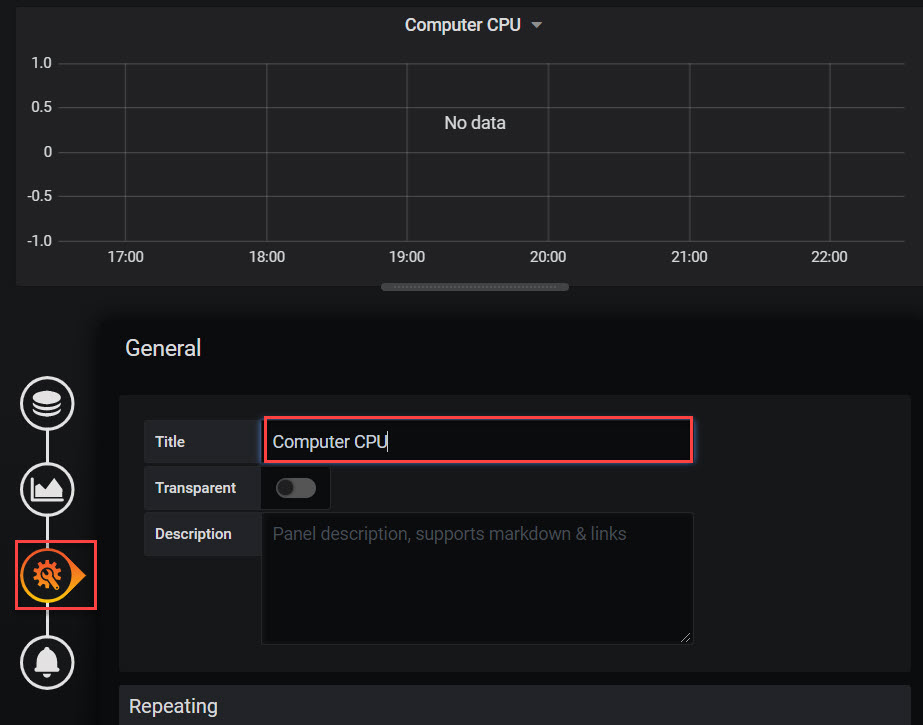 Computer CPU
1.0
0.5
No data
0
-0.5
-1.0
17:00 18:00 19:00 20:00 21:00 22:00
General
Title Computer CPU
Transparent
Description Panel description, supports markdown & links
Repeating